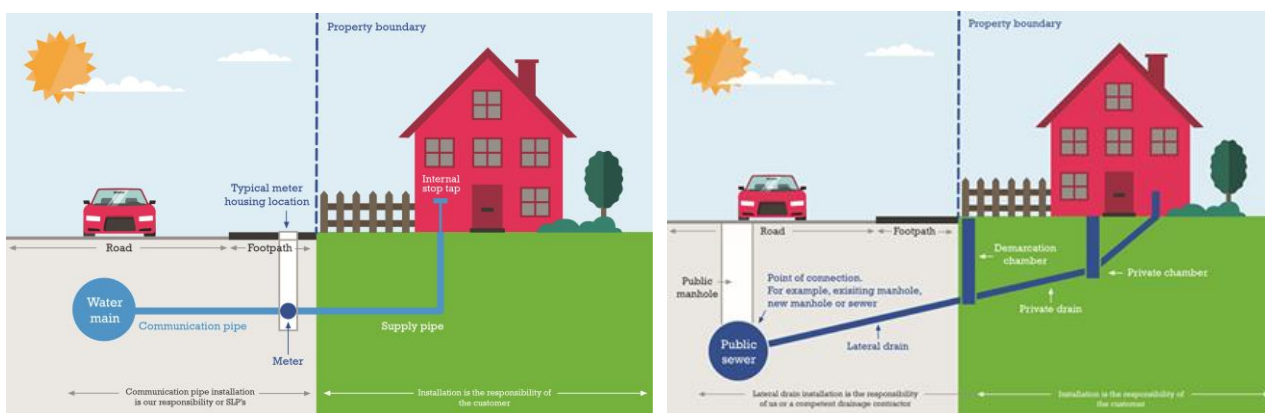 Property boundary
Internal
stop tap
Typical meter
housing location
Road
Footpath
Water
main
Communication pipe
Supply pipe
Meter
Communication pipe installation
is our responsibility or SLP's
Installation is the responsibility of
the customer
Property boundary
Road
Footpath
Demarcation
chamber
Public
manhole
Point of connection.
For example, exisiting manhole,
new manhole or sewer
Private chamber
Private drain
Public
sewer
Lateral drain
Lateral drain installation is the responsibility
of us or a competent drainage contractor
Installation is the responsibility of
the customer